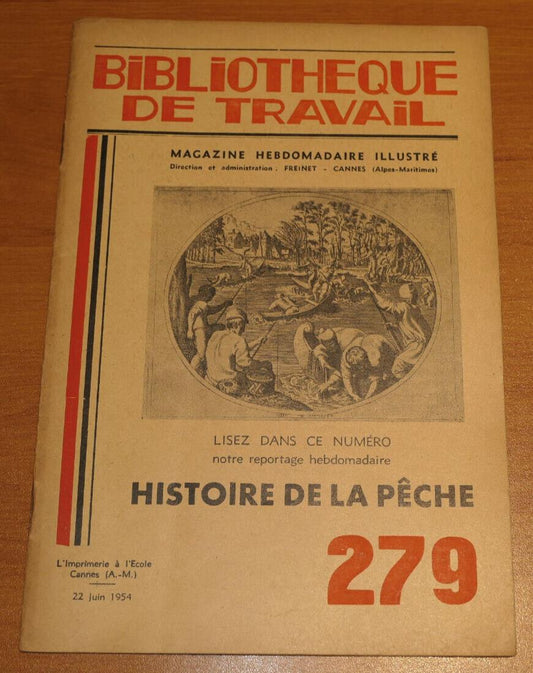 BiBLiOTHEQUE
DE TRAVAiL
MAGAZINE HEBDOMADAIRE ILLUSTRÉ
Direction et administration : FREINET - CANNES (Alpes-Maritimes)
LISEZ DANS CE NUMÉRO
notre reportage hebdomadaire
HISTOIRE DE LA PÊCHE
279
L'Imprimerie à l'Ecole
Cannes (A.-M.)
22 Juin 1954